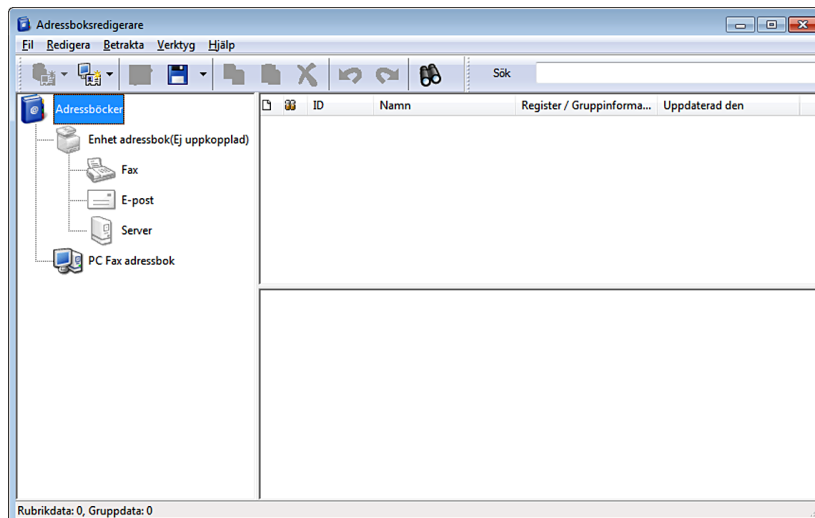 Adressboksredigerare
Fil Redigera Betrakta Verktyg Hjälp
Sök
Adressböcker
Enhet adressbok(Ej uppkopplad)
Fax
E-post
Server
PC Fax adressbok
ID Namn Register / Gruppinforma... Uppdaterad den
Rubrikdata: 0, Gruppdata: 0